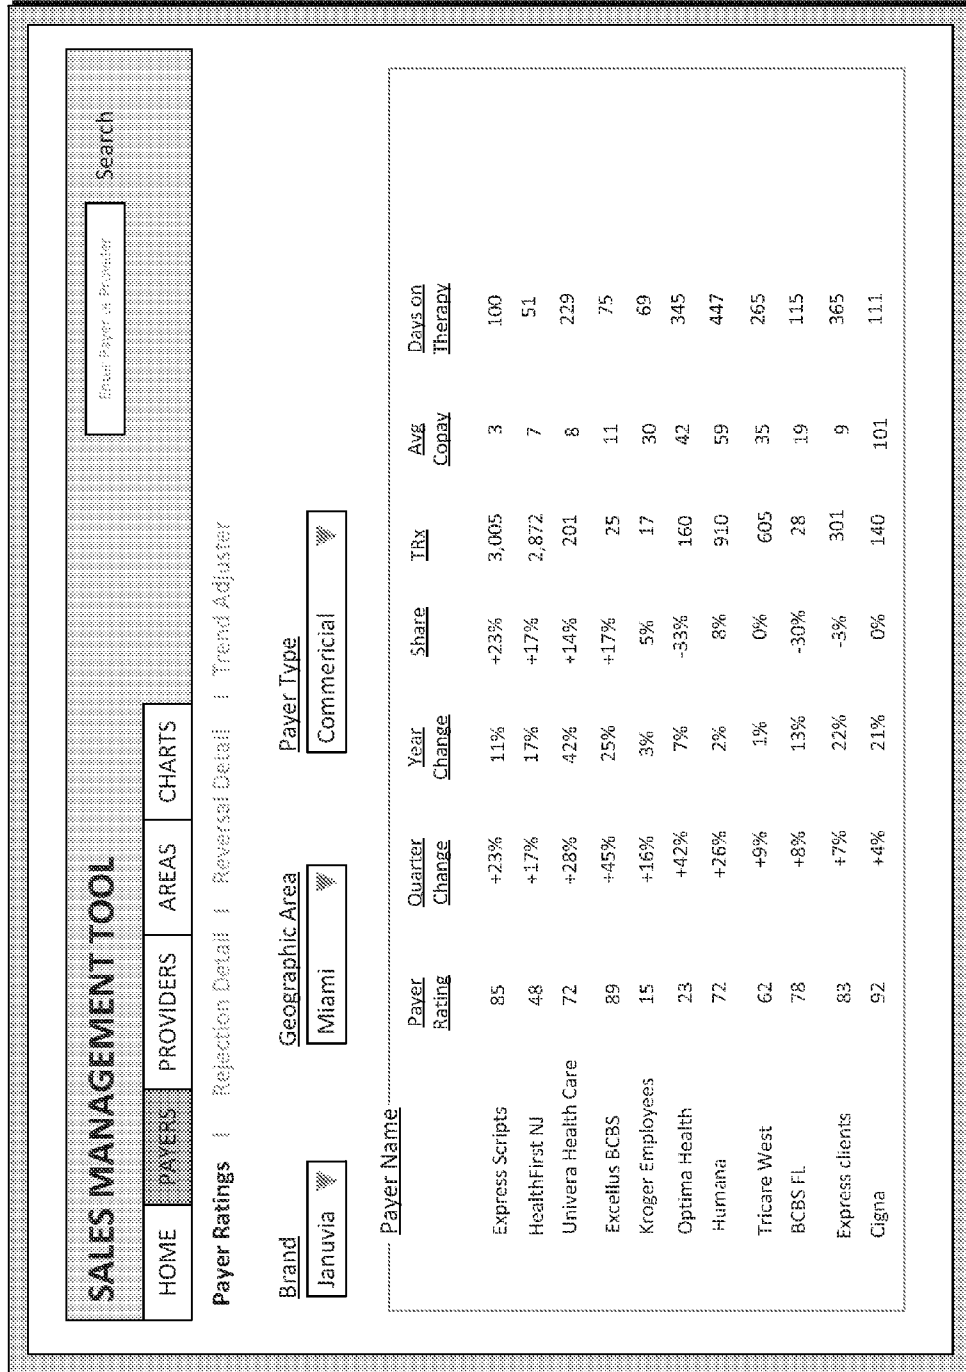 SALES MANAGEMENT TOOL
Enter Payer or Provider Search
HOME PAYERS PROVIDERS AREAS CHARTS
Payer Ratings | Rejection Detail | Reversal Detail | Trend Adjuster
Brand Geographic Area Payer Type
Januvia Miami Commericial
Payer Name Payer Rating Quarter Change Year Change Share TRx Avg Copay Days on Therapy
Express Scripts 85 +23% 11% +23% 3,005 3 100
HealthFirst NJ 48 +17% 17% +17% 2,872 7 51
Univera Health Care 72 +28% 42% +14% 201 8 229
Excellus BCBS 89 +45% 25% +17% 25 11 75
Kroger Employees 15 +16% 3% 5% 17 30 69
Optima Health 23 +42% 7% -33% 160 42 345
Humana 72 +26% 2% 8% 910 59 447
Tricare West 62 +9% 1% 0% 605 35 265
BCBS FL 78 +8% 13% -30% 28 19 115
Express clients 83 +7% 22% -3% 301 9 365
Cigna 92 +4% 21% 0% 140 101 111